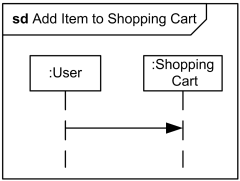 sd Add Item to Shopping Cart
:User
:Shopping
Cart